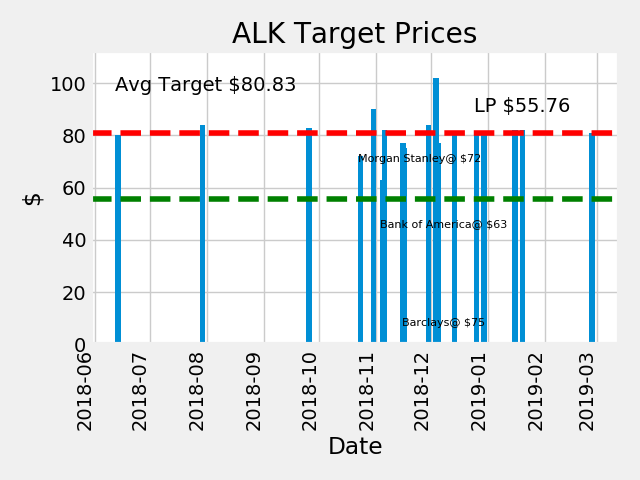 ALK Target Prices
Avg Target $80.83
LP $55.76
Morgan Stanley@ $72
Bank of America@ $63
Barclays@ $75
$
100
80
60
40
20
0
2018-06
2018-07
2018-08
2018-09
2018-10
2018-11
2018-12
2019-01
2019-02
2019-03
Date